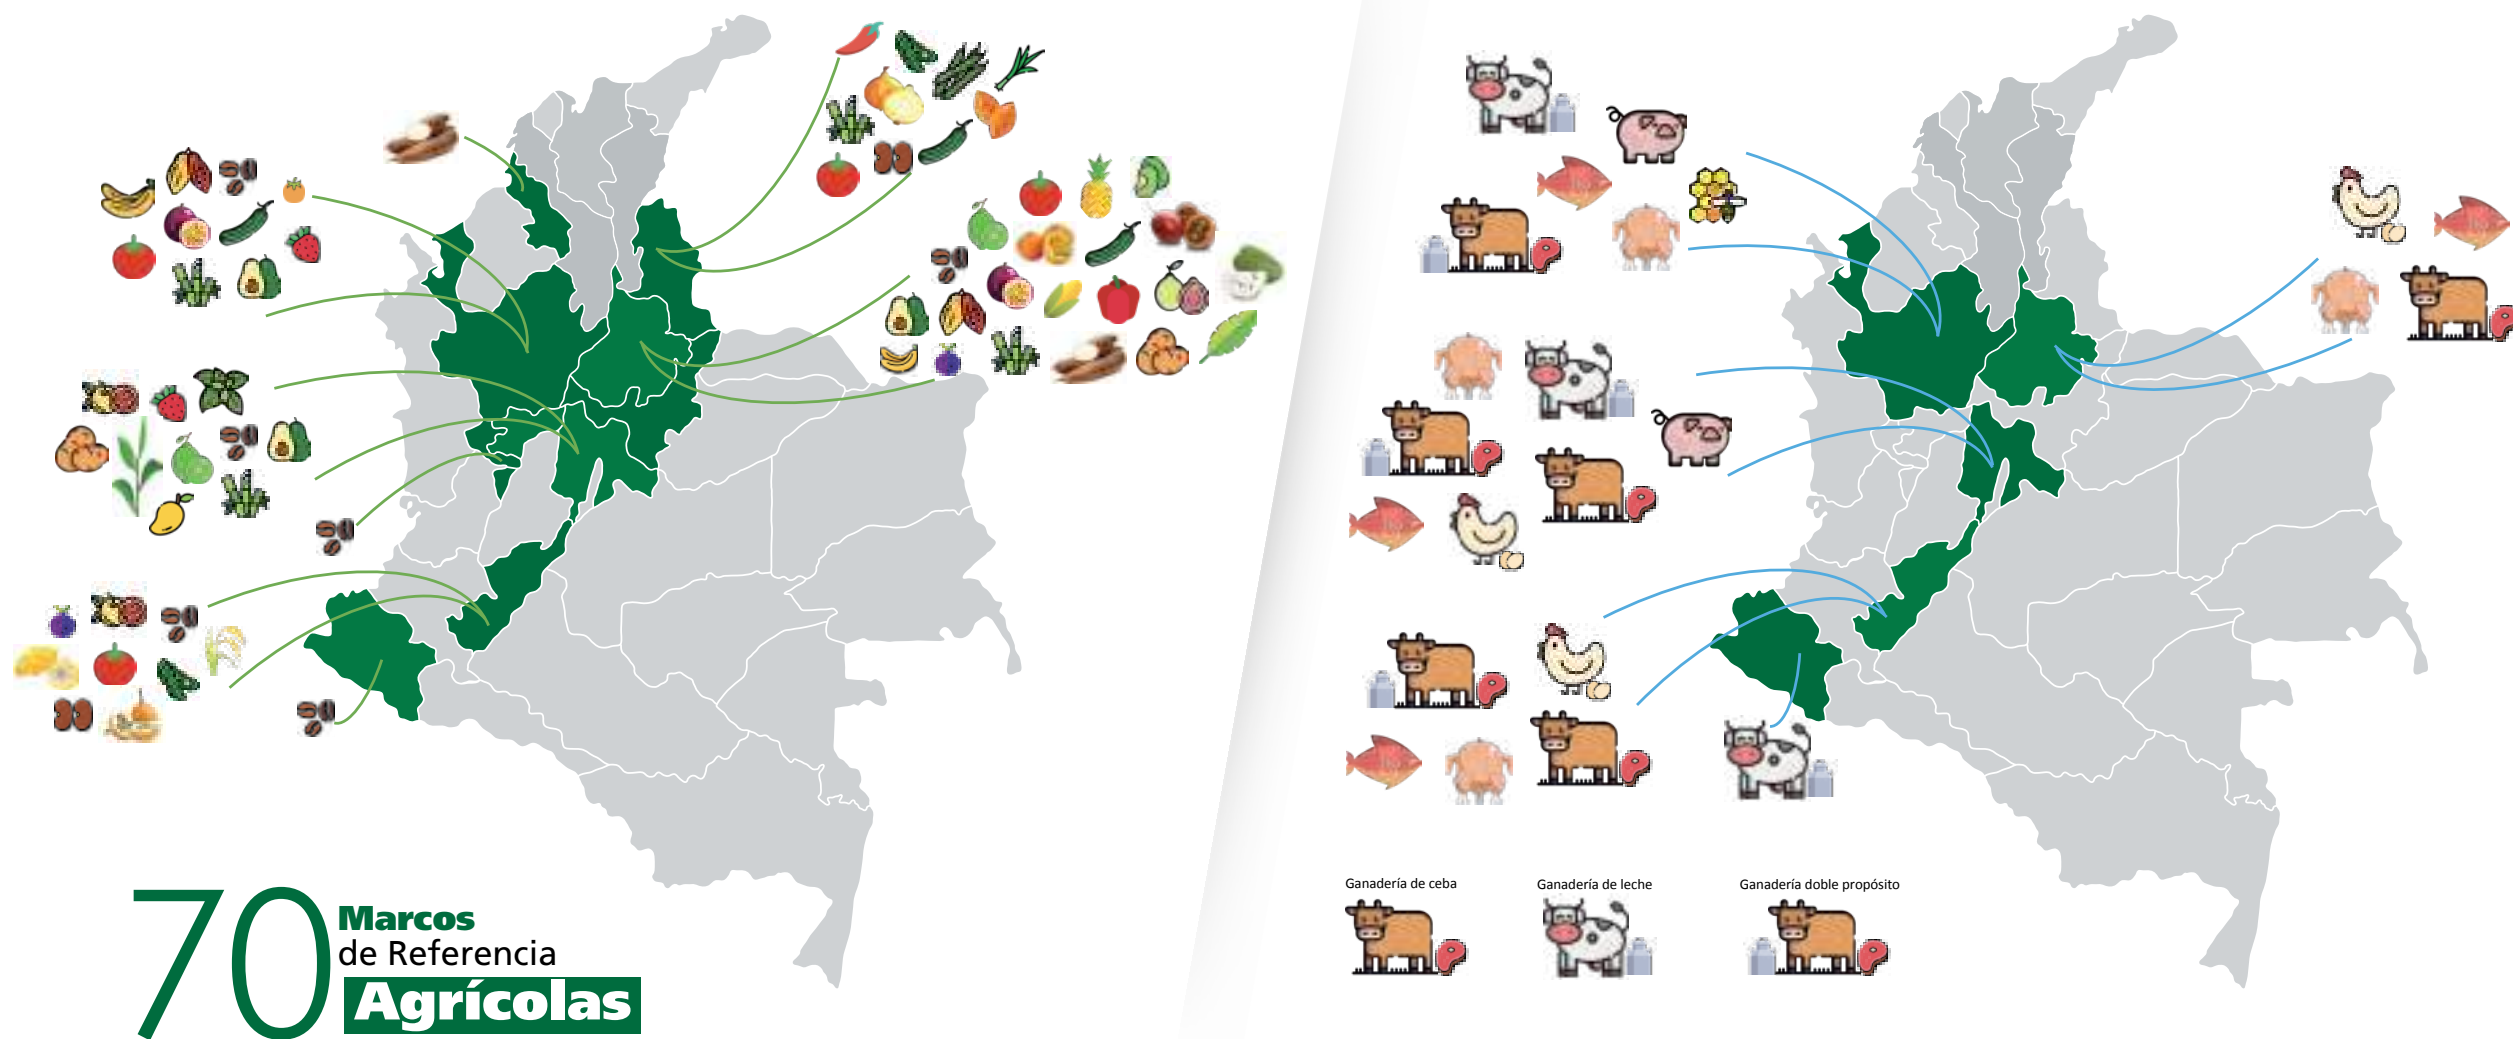 70
Marcos
de Referencia
Agrícolas
Ganadería de ceba
Ganadería de leche
Ganadería doble propósito